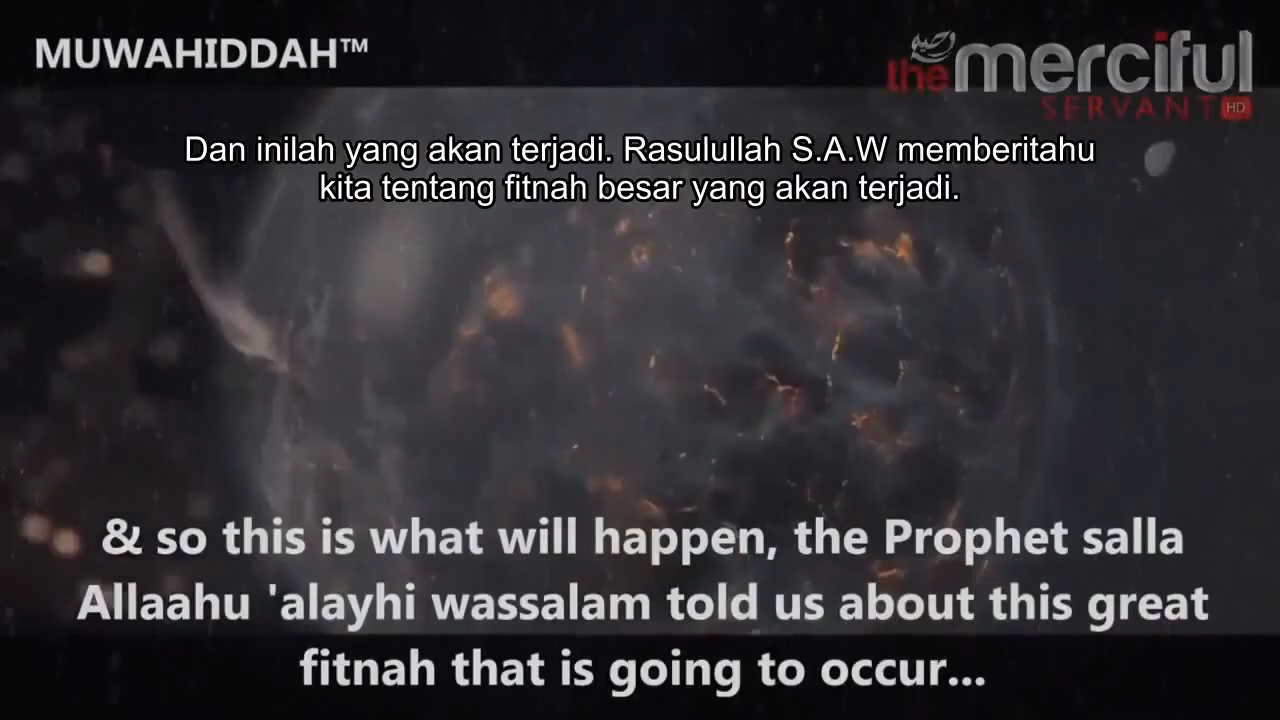 MUWAHIDDAH™
the merciful
SERVANT HD
Dan inilah yang akan terjadi. Rasulullah S.A.W memberitahu
kita tentang fitnah besar yang akan terjadi.
& so this is what will happen, the Prophet salla
Allaahu 'alayhi wassalam told us about this great
fitnah that is going to occur...